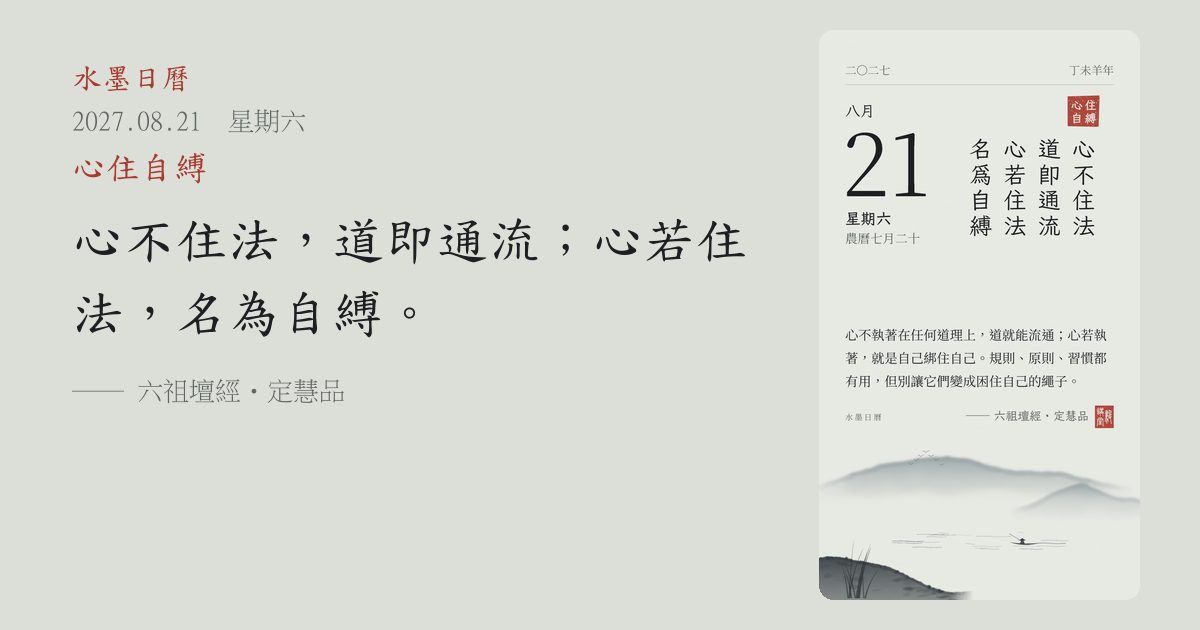 水墨日曆
2027.08.21 星期六
心住自縛
心不住法，道即通流；心若住
法，名為自縛。
—— 六祖壇經・定慧品
二〇二七 丁未羊年
八月
21
星期六
農曆七月二十
住縛
心自
心不住法
道卽通流
心若住法
名爲自縛
心不執著在任何道理上，道就能流通；心若執
著，就是自己綁住自己。規則、原則、習慣都
有用，但別讓它們變成困住自己的繩子。
水墨日曆
—— 六祖壇經・定慧品